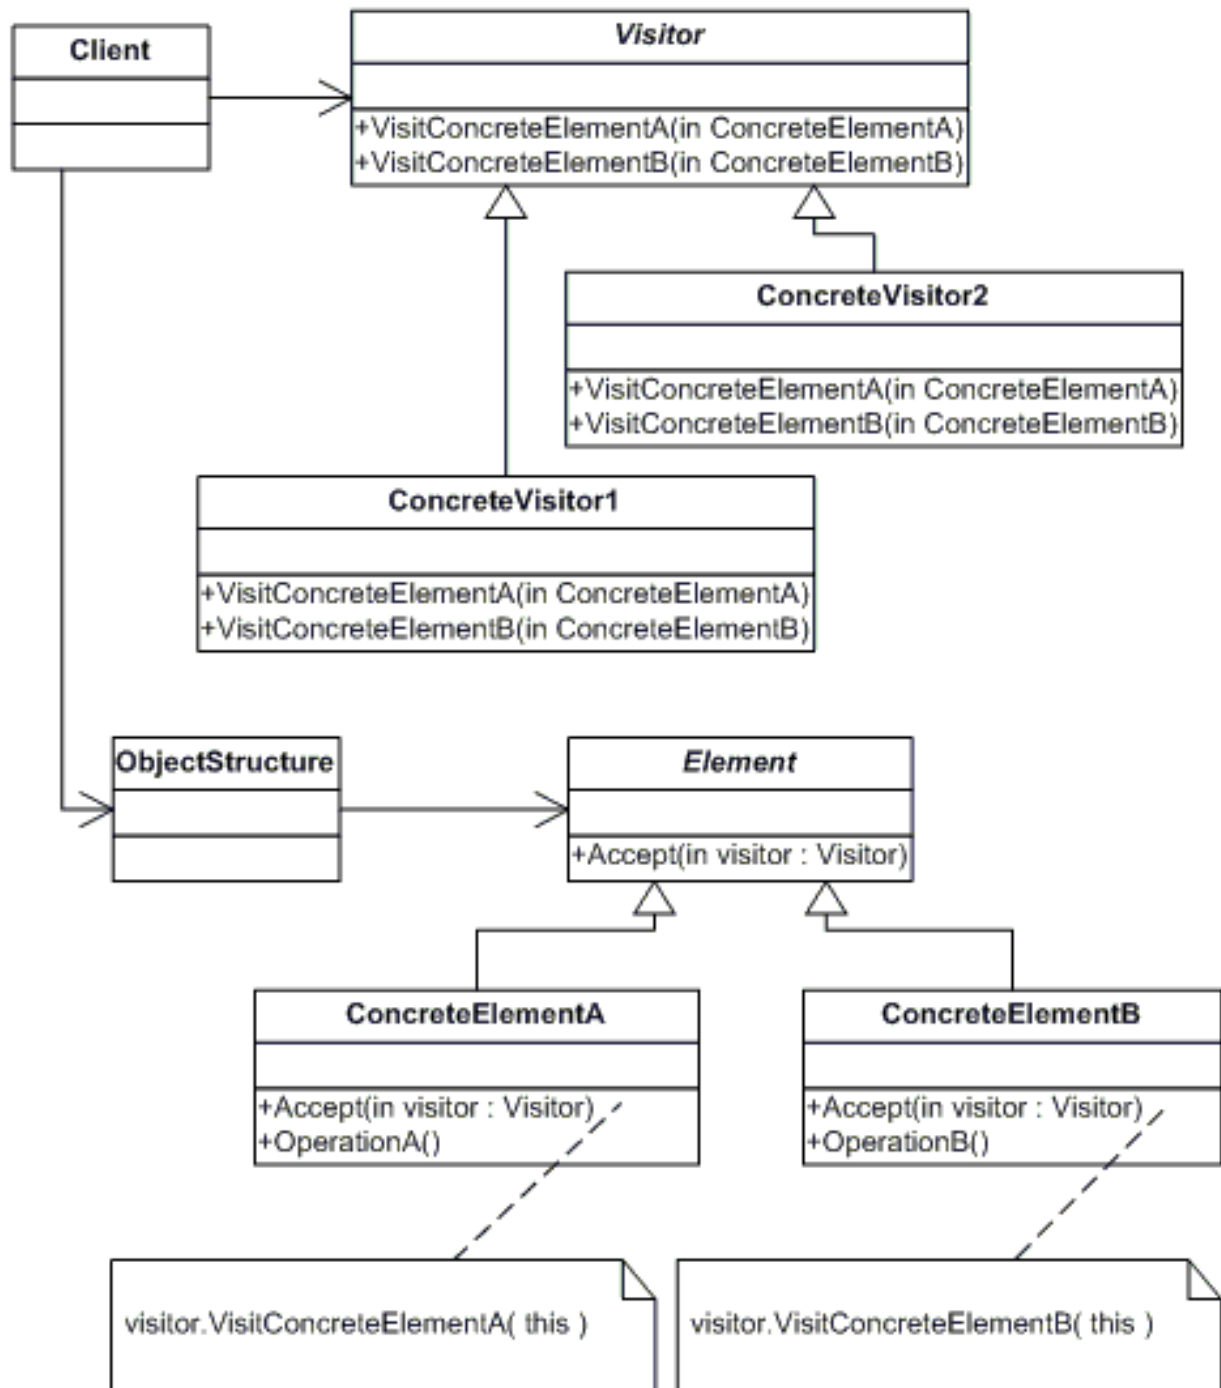 Client
Visitor
+VisitConcreteElementA(in ConcreteElementA)
+VisitConcreteElementB(in ConcreteElementB)
ConcreteVisitor2
+VisitConcreteElementA(in ConcreteElementA)
+VisitConcreteElementB(in ConcreteElementB)
ConcreteVisitor1
+VisitConcreteElementA(in ConcreteElementA)
+VisitConcreteElementB(in ConcreteElementB)
ObjectStructure
Element
+Accept(in visitor : Visitor)
ConcreteElementA
+Accept(in visitor : Visitor)
+OperationA()
ConcreteElementB
+Accept(in visitor : Visitor)
+OperationB()
visitor.VisitConcreteElementA( this )
visitor.VisitConcreteElementB( this )